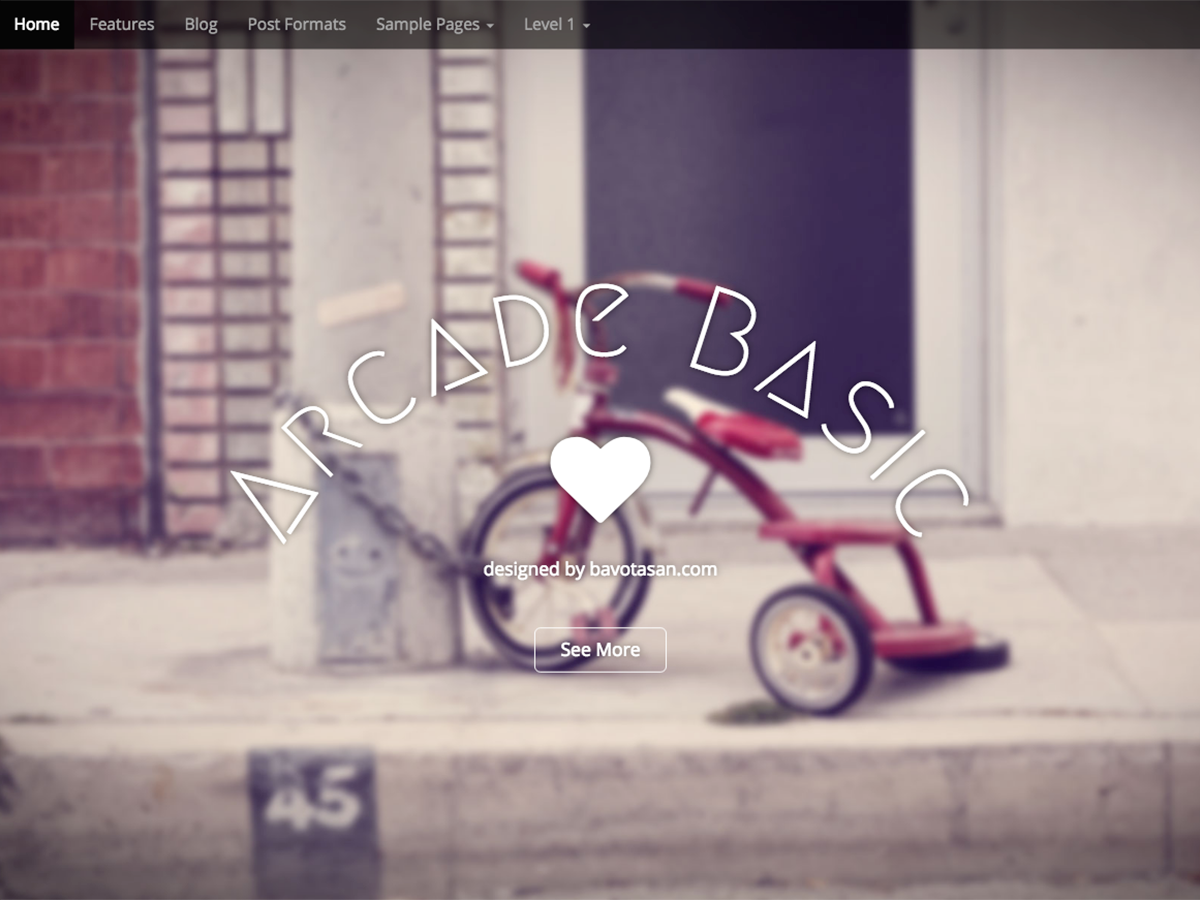 Home Features Blog Post Formats Sample Pages Level 1
ARCADE BASIC
designed by bavotasan.com
See More
45